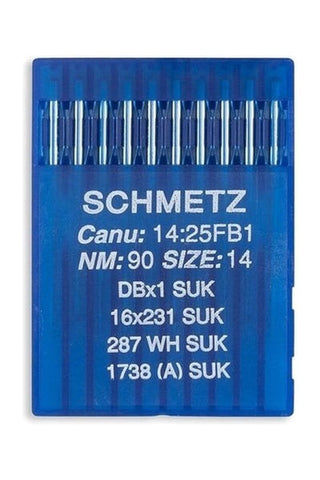 SCHMETZ
Canu: 14:25FB1
NM: 90 SIZE: 14
DBx1 SUK
16x231 SUK
287 WH SUK
1738 (A) SUK